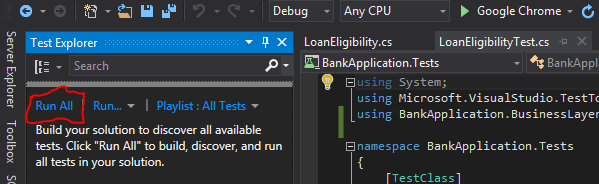 Debug
Any CPU
Google Chrome
Server Explorer
Toolbox
Test Explorer
Search
Run All
Run...
Playlist : All Tests
Build your solution to discover all available
tests. Click "Run All" to build, discover, and run
all tests in your solution.
LoanEligibility.cs
LoanEligibilityTest.cs
BankApplication.Tests
BankAppl
using System;
using Microsoft.VisualStudio.TestTo
using BankApplication.BusinessLayer
namespace BankApplication.Tests
{
[TestClass]